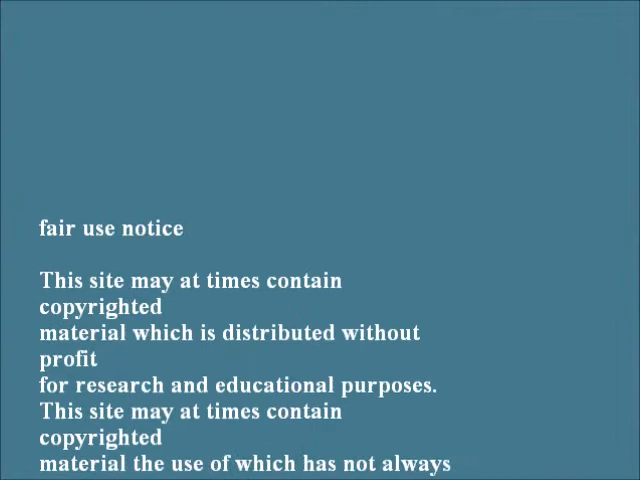 fair use notice
This site may at times contain
copyrighted
material which is distributed without
profit
for research and educational purposes.
This site may at times contain
copyrighted
material the use of which has not always